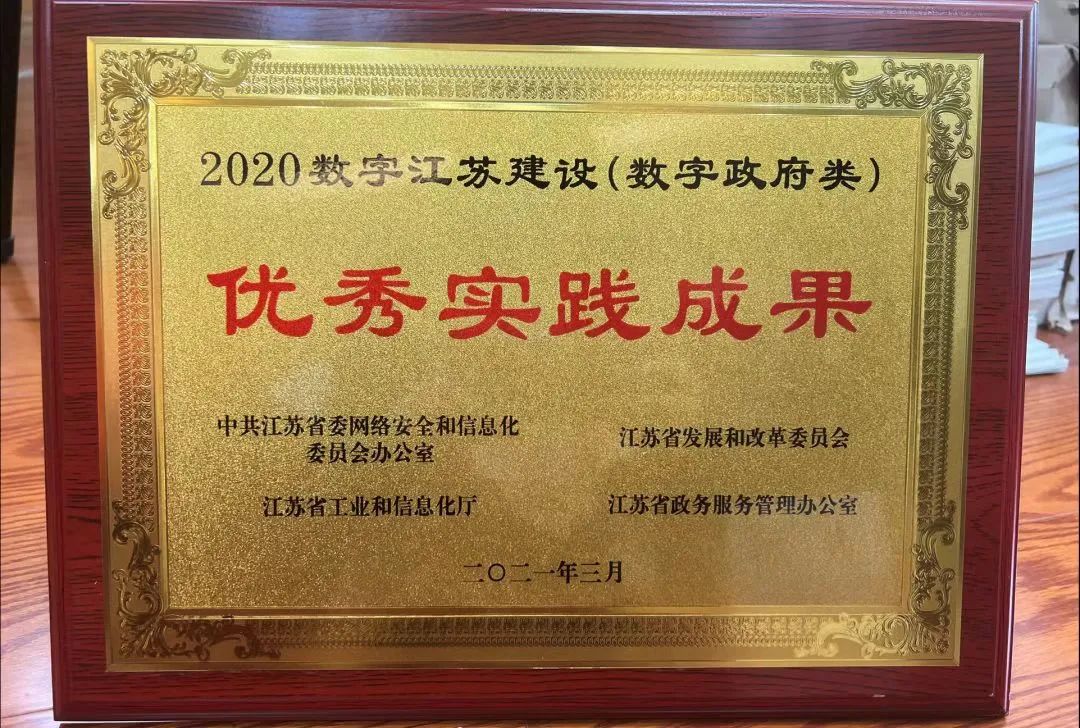 2020数字江苏建设(数字政府类)
优秀实践成果
中共江苏省委网络安全和信息化
委员会办公室
江苏省发展和改革委员会
江苏省工业和信息化厅
江苏省政务服务管理办公室
二〇二一年三月